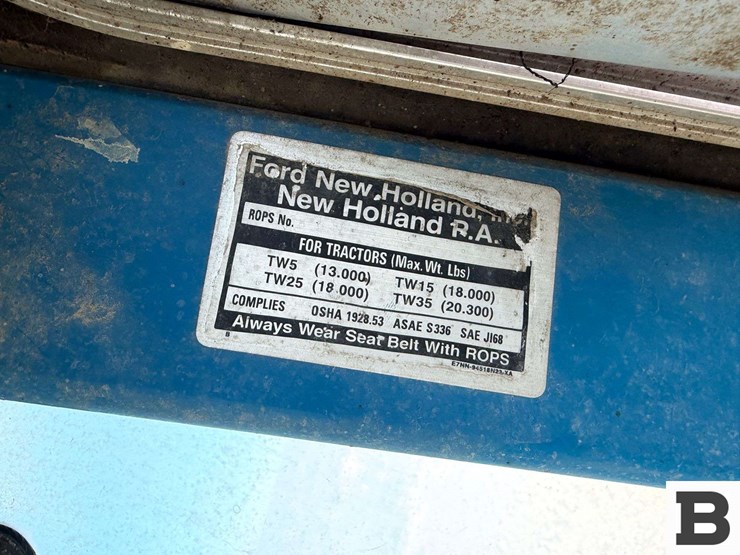 Ford New Holland,
New Holland R.A.
ROPS No.
FOR TRACTORS (Max. Wt. Lbs)
TW5 (13.000) TW15 (18.000)
TW25 (18.000) TW35 (20.300)
COMPLIES OSHA 1928.53 ASAE S336 SAE J168
Always Wear Seat Belt With ROPS
B
B